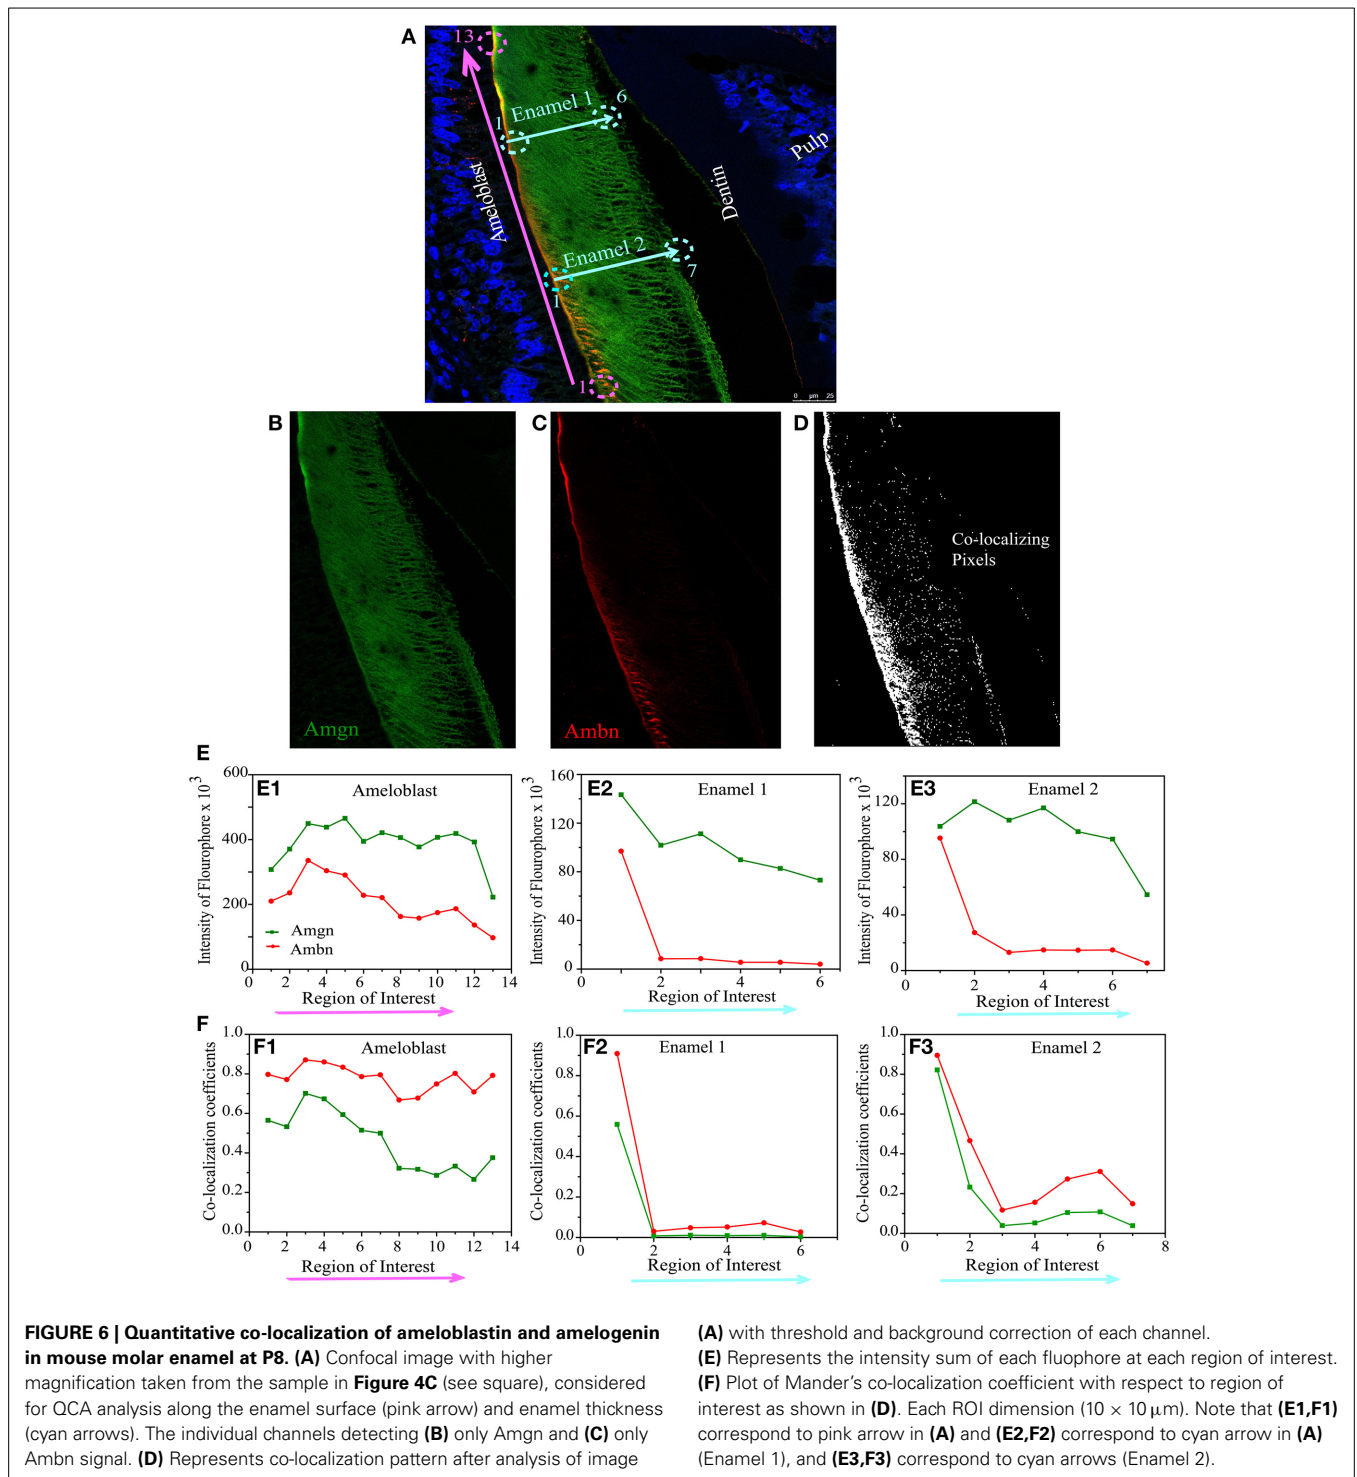 A
13
Enamel 1
6
1
Pulp
Ameloblast
Dentin
Enamel 2
7
1
1
0 µm 25
B
C
D
Co-localizing
Pixels
Amgn
Ambn
E
E1
Ameloblast
Intensity of Flourophore x 10³
600
400
200
0
Amgn
Ambn
0 2 4 6 8 10 12 14
Region of Interest
E2
Enamel 1
Intensity of Flourophore x 10³
160
120
80
40
0
0 2 4 6
Region of Interest
E3
Enamel 2
Intensity of Flourophore x 10³
120
80
40
0
0 2 4 6
Region of Interest
F
F1
Ameloblast
Co-localization coefficients
1.0
0.8
0.6
0.4
0.2
0.0
0 2 4 6 8 10 12 14
Region of Interest
F2
Enamel 1
Co-localization coefficients
1.0
0.8
0.6
0.4
0.2
0.0
0 2 4 6
Region of Interest
F3
Enamel 2
Co-localization coefficients
1.0
0.8
0.6
0.4
0.2
0.0
0 2 4 6 8
Region of Interest
FIGURE 6 | Quantitative co-localization of ameloblastin and amelogenin
in mouse molar enamel at P8. (A) Confocal image with higher
magnification taken from the sample in Figure 4C (see square), considered
for QCA analysis along the enamel surface (pink arrow) and enamel thickness
(cyan arrows). The individual channels detecting (B) only Amgn and (C) only
Ambn signal. (D) Represents co-localization pattern after analysis of image
(A) with threshold and background correction of each channel.
(E) Represents the intensity sum of each fluophore at each region of interest.
(F) Plot of Mander's co-localization coefficient with respect to region of
interest as shown in (D). Each ROI dimension (10 × 10 µm). Note that (E1,F1)
correspond to pink arrow in (A) and (E2,F2) correspond to cyan arrow in (A)
(Enamel 1), and (E3,F3) correspond to cyan arrows (Enamel 2).